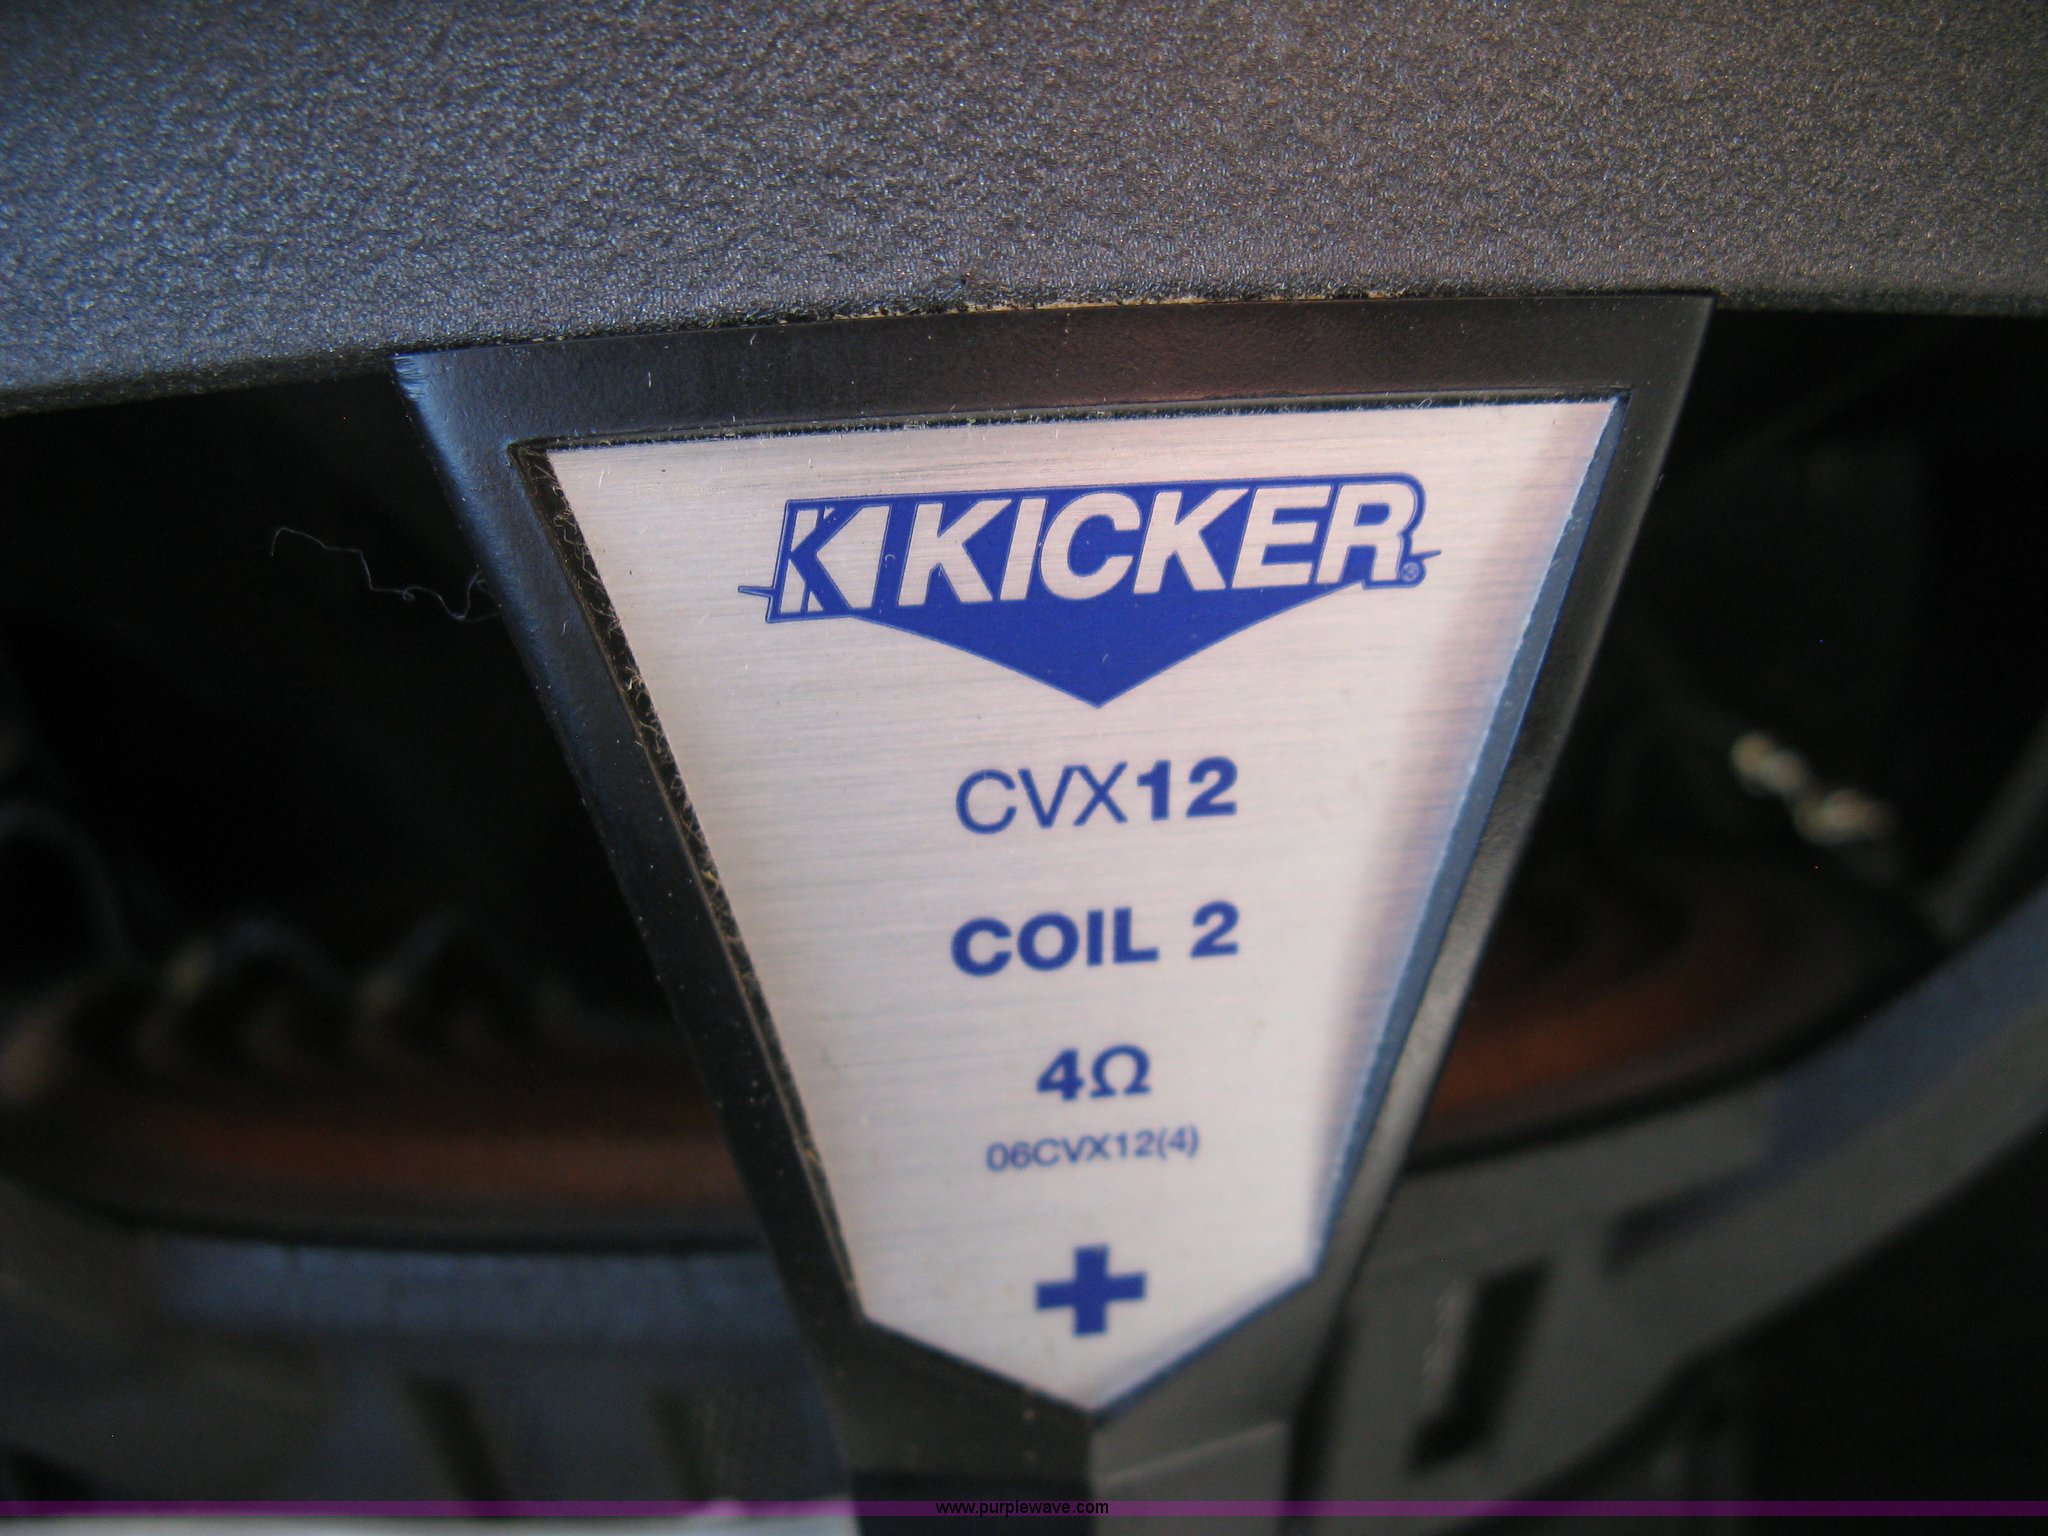 KICKER®
CVX12
COIL 2
4Ω
06CVX12(4)
+
www.purplewave.com